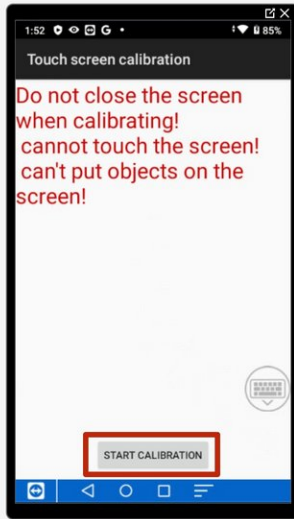 1:52 G 85%
Touch screen calibration
Do not close the screen
when calibrating!
cannot touch the screen!
can't put objects on the
screen!
START CALIBRATION